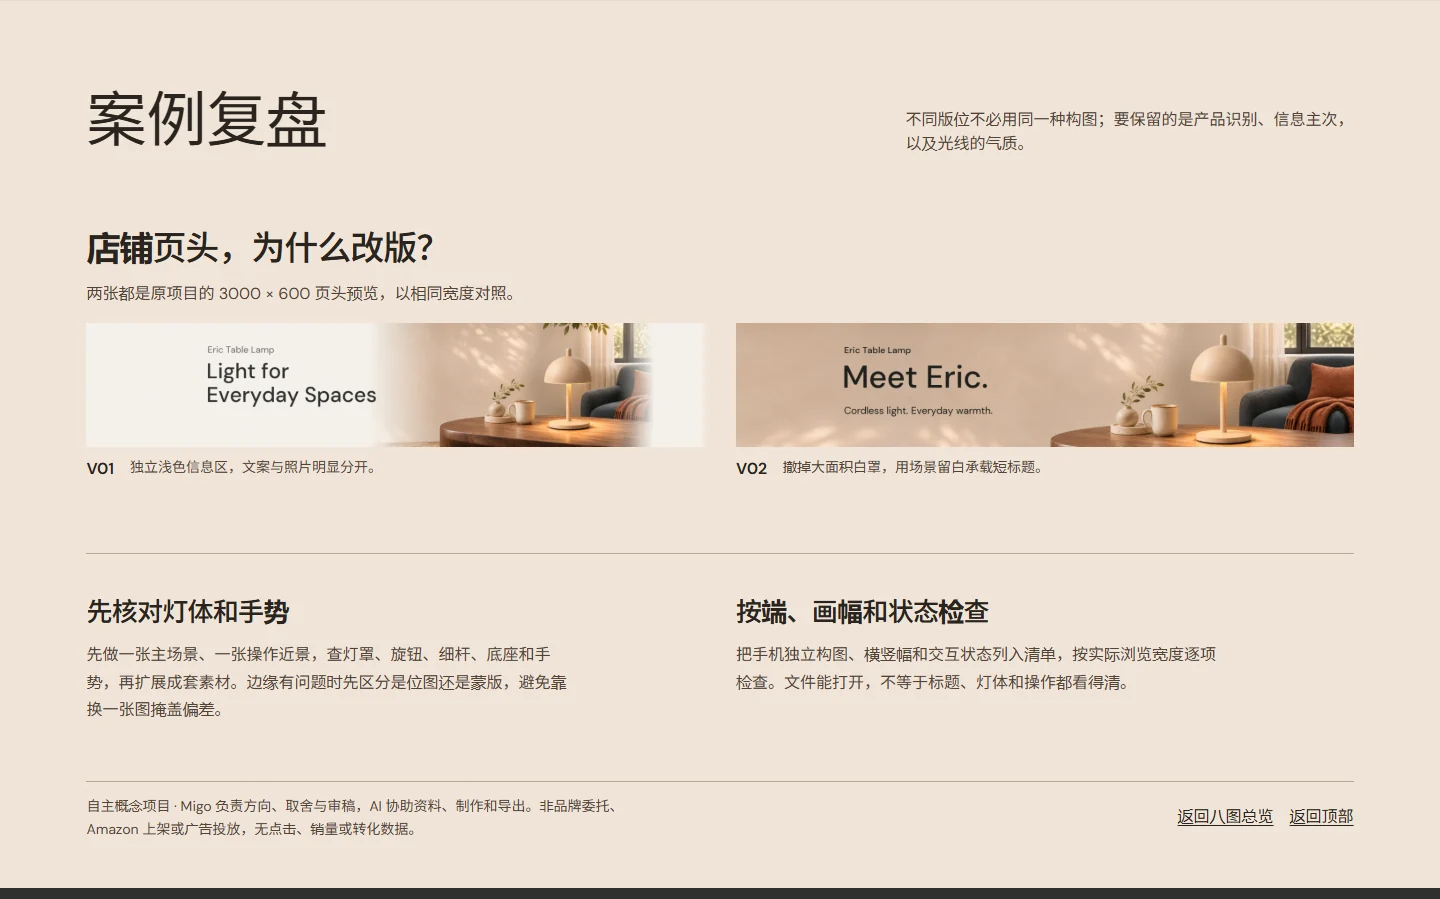 案例复盘
不同版位不必用同一种构图；要保留的是产品识别、信息主次，
以及光线的气质。
店铺页头，为什么改版？
两张都是原项目的 3000 × 600 页头预览，以相同宽度对照。
Eric Table Lamp
Light for
Everyday Spaces
V01 独立浅色信息区，文案与照片明显分开。
Eric Table Lamp
Meet Eric.
Cordless light. Everyday warmth.
V02 撤掉大面积白罩，用场景留白承载短标题。
先核对灯体和手势
先做一张主场景、一张操作近景，查灯罩、旋钮、细杆、底座和手
势，再扩展成套素材。边缘有问题时先区分是位图还是蒙版，避免靠
换一张图掩盖偏差。
按端、画幅和状态检查
把手机独立构图、横竖幅和交互状态列入清单，按实际浏览宽度逐项
检查。文件能打开，不等于标题、灯体和操作都看得清。
自主概念项目 · Migo 负责方向、取舍与审稿，AI 协助资料、制作和导出。非品牌委托、
Amazon 上架或广告投放，无点击、销量或转化数据。
返回八图总览 返回顶部